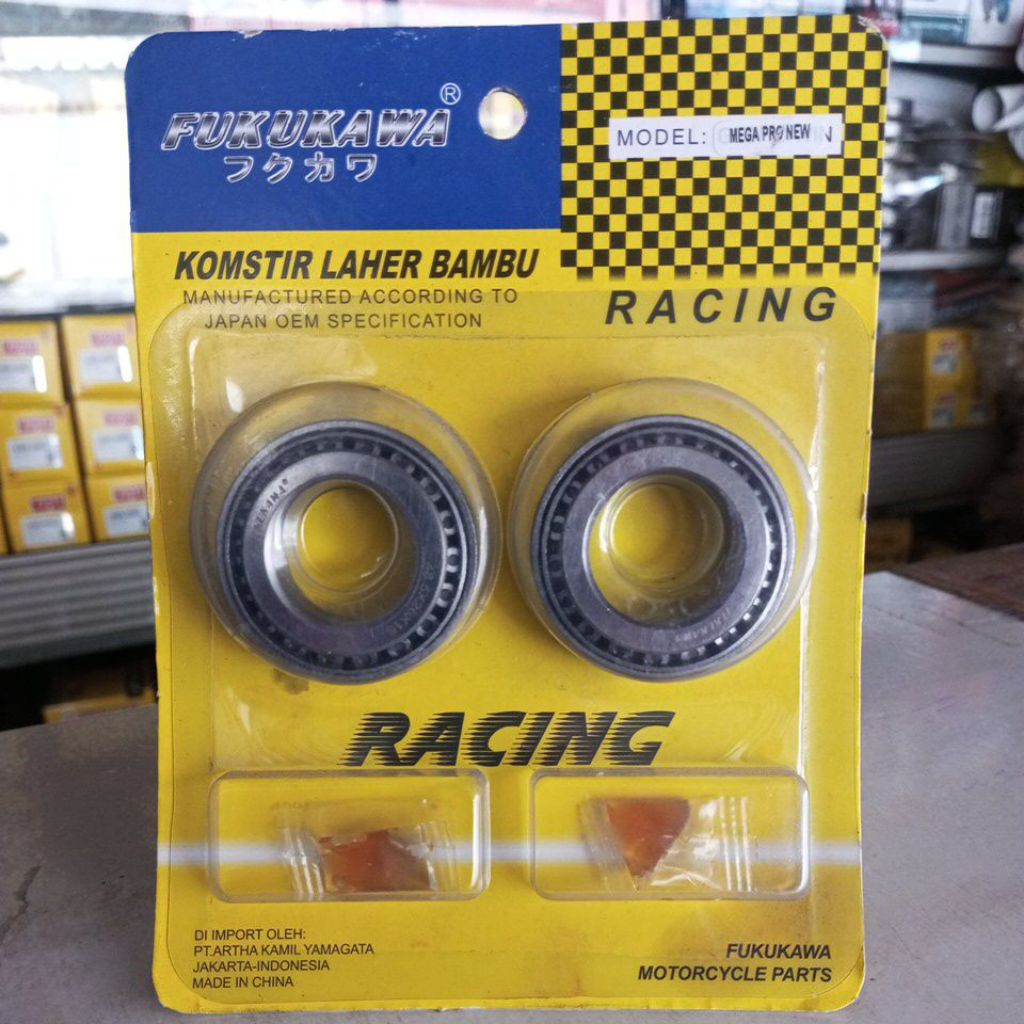 FUKUKAWA®
フクカワ
MODEL: MEGA PRO NEW N
KOMSTIR LAHER BAMBU
MANUFACTURED ACCORDING TO
JAPAN OEM SPECIFICATION
RACING
RACING
DI IMPORT OLEH:
PT.ARTHA KAMIL YAMAGATA
JAKARTA-INDONESIA
MADE IN CHINA
FUKUKAWA
MOTORCYCLE PARTS